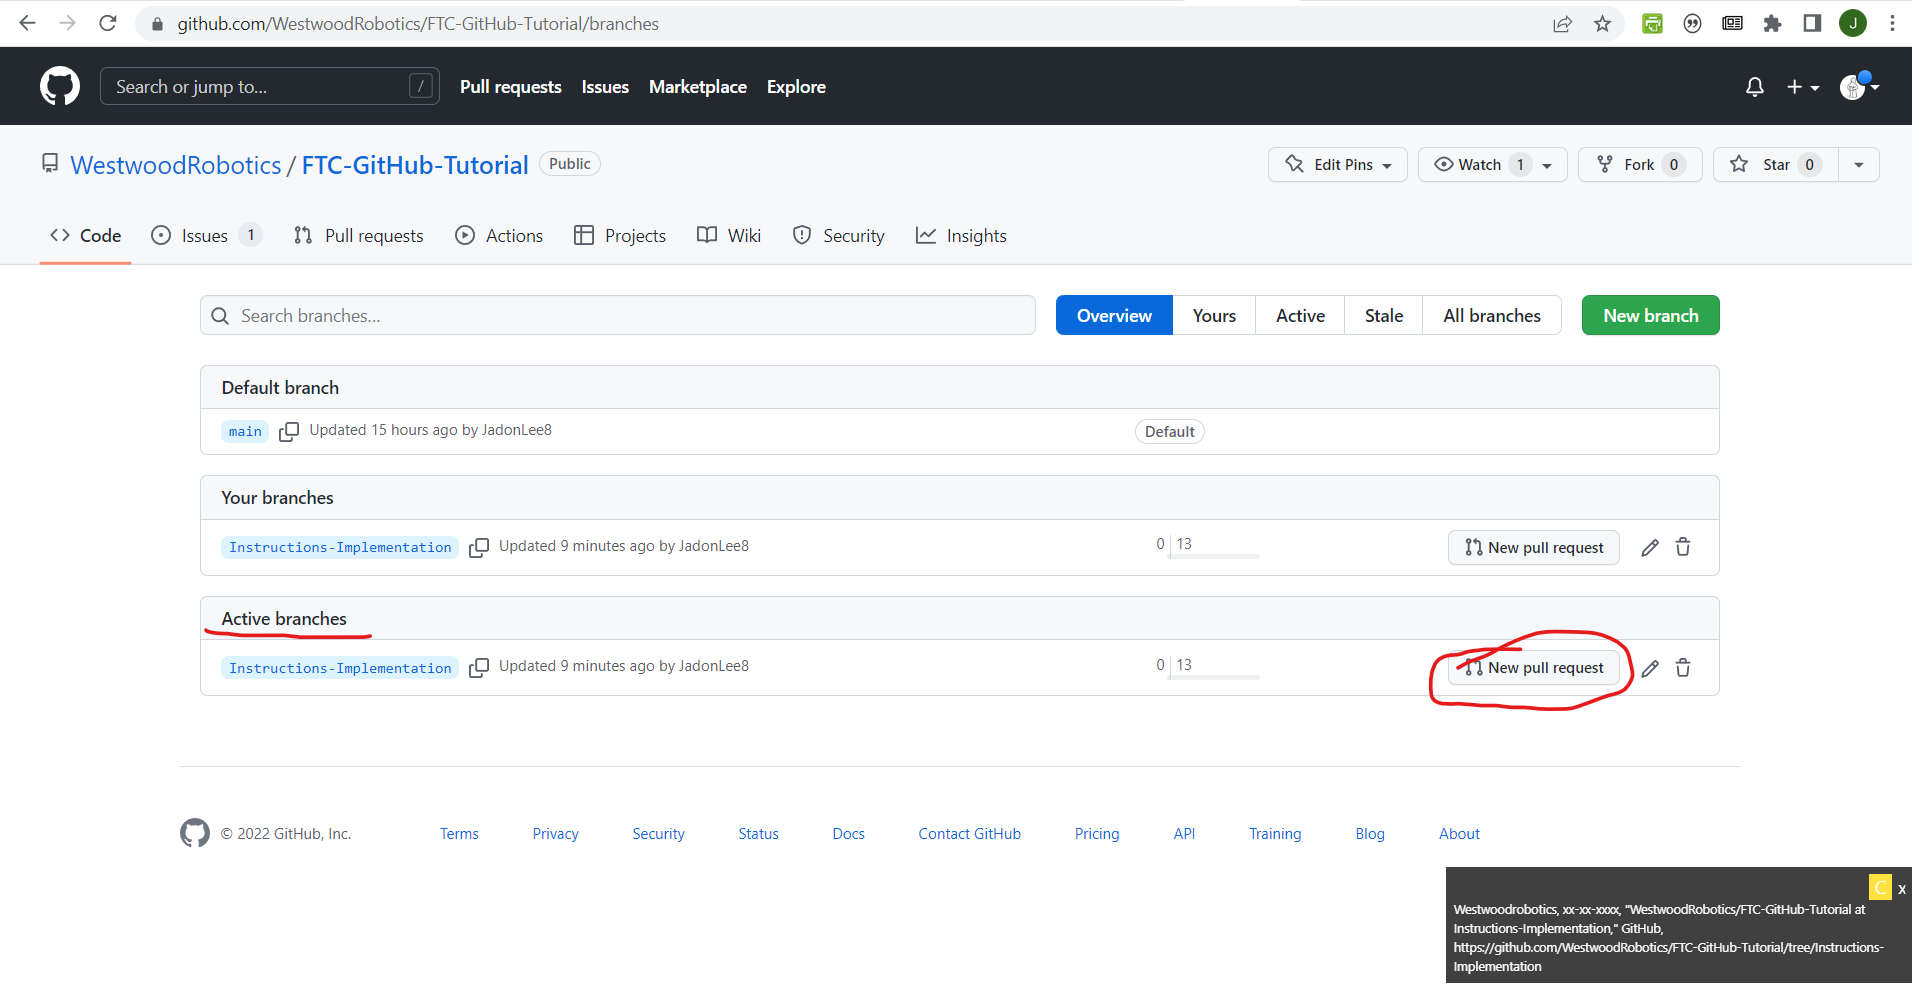 github.com/WestwoodRobotics/FTC-GitHub-Tutorial/branches
J
Search or jump to... /
Pull requests Issues Marketplace Explore
WestwoodRobotics / FTC-GitHub-Tutorial Public
Edit Pins Watch 1 Fork 0 Star 0
Code Issues 1 Pull requests Actions Projects Wiki Security Insights
Search branches... Overview Yours Active Stale All branches New branch
Default branch
main Updated 15 hours ago by JadonLee8 Default
Your branches
Instructions-Implementation Updated 9 minutes ago by JadonLee8 0 13 New pull request
Active branches
Instructions-Implementation Updated 9 minutes ago by JadonLee8 0 13 New pull request
© 2022 GitHub, Inc. Terms Privacy Security Status Docs Contact GitHub Pricing API Training Blog About
C x
Westwoodrobotics, xx-xx-xxxx, "WestwoodRobotics/FTC-GitHub-Tutorial at
Instructions-Implementation," GitHub,
https://github.com/WestwoodRobotics/FTC-GitHub-Tutorial/tree/Instructions-
Implementation